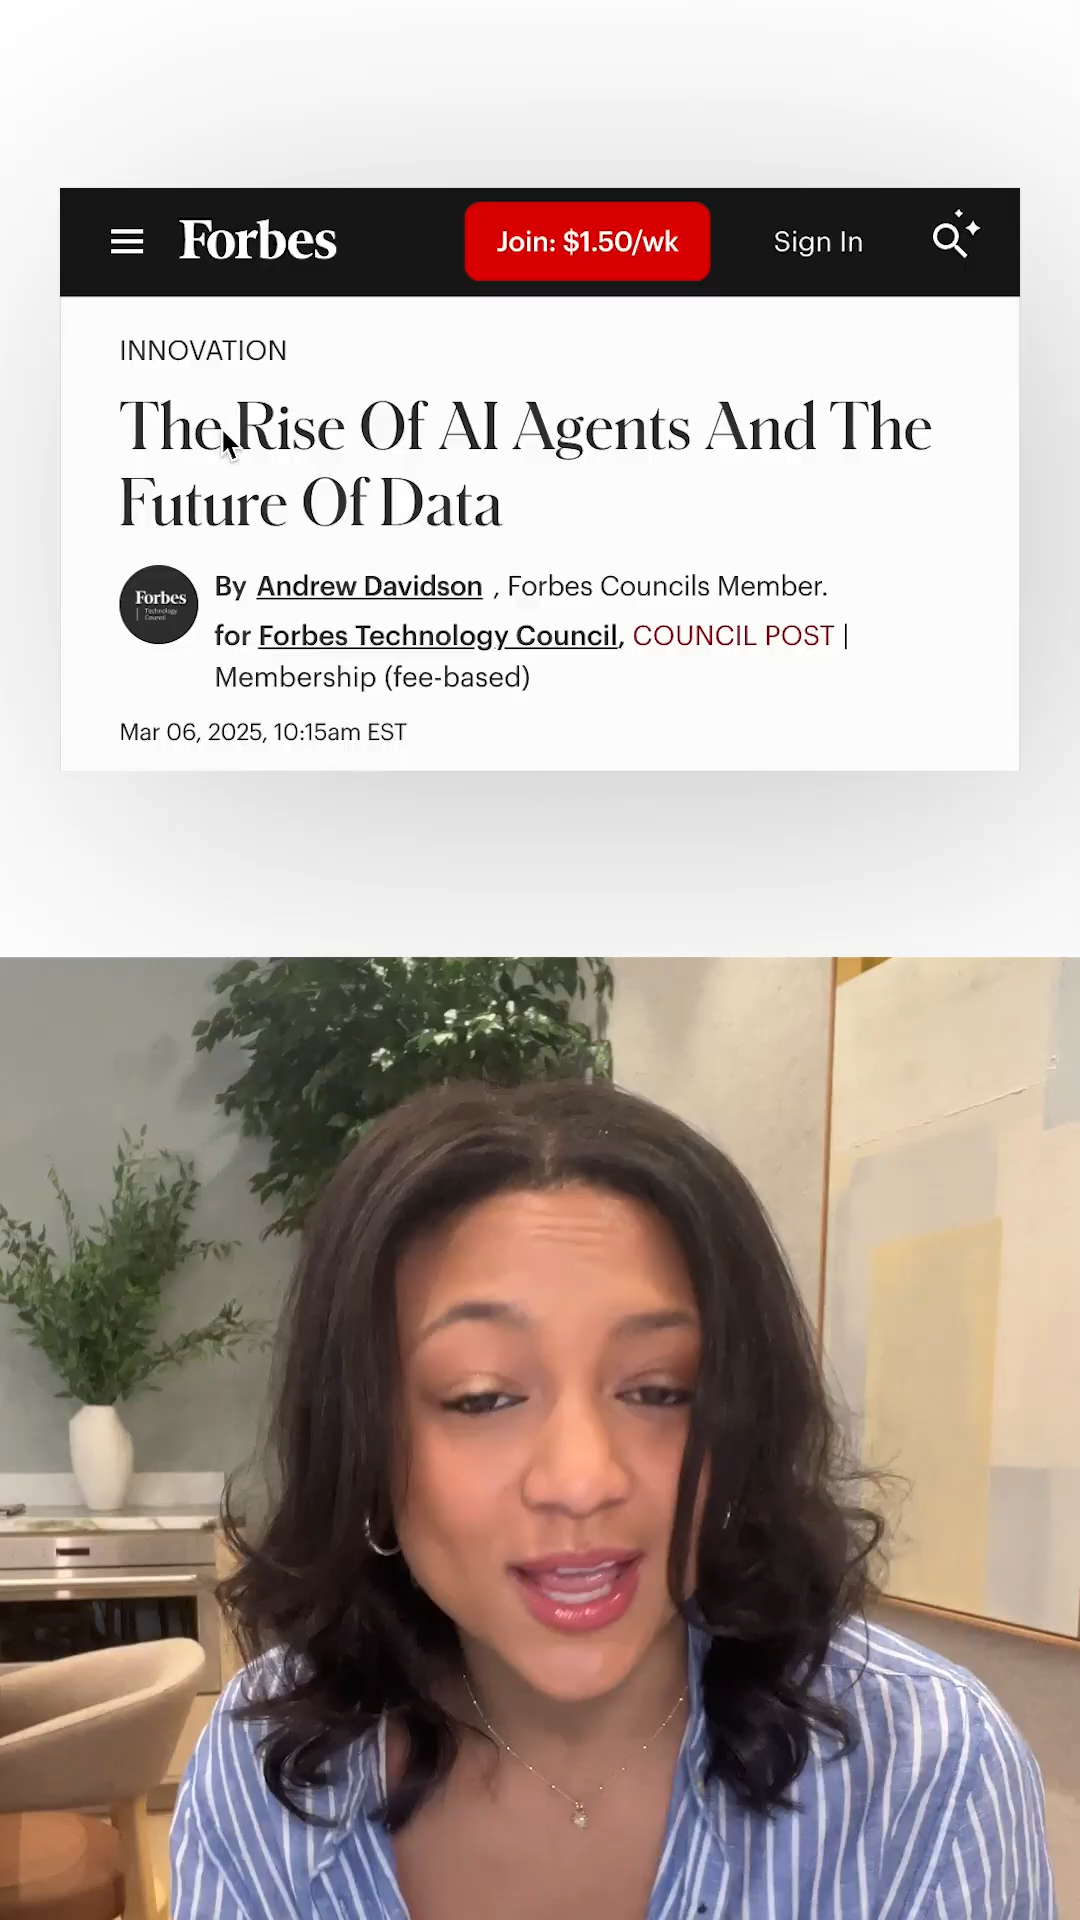 Forbes
Join: $1.50/wk
Sign In
INNOVATION
The Rise Of AI Agents And The
Future Of Data
Forbes
Technology
Council
By Andrew Davidson , Forbes Councils Member.
for Forbes Technology Council, COUNCIL POST |
Membership (fee-based)
Mar 06, 2025, 10:15am EST